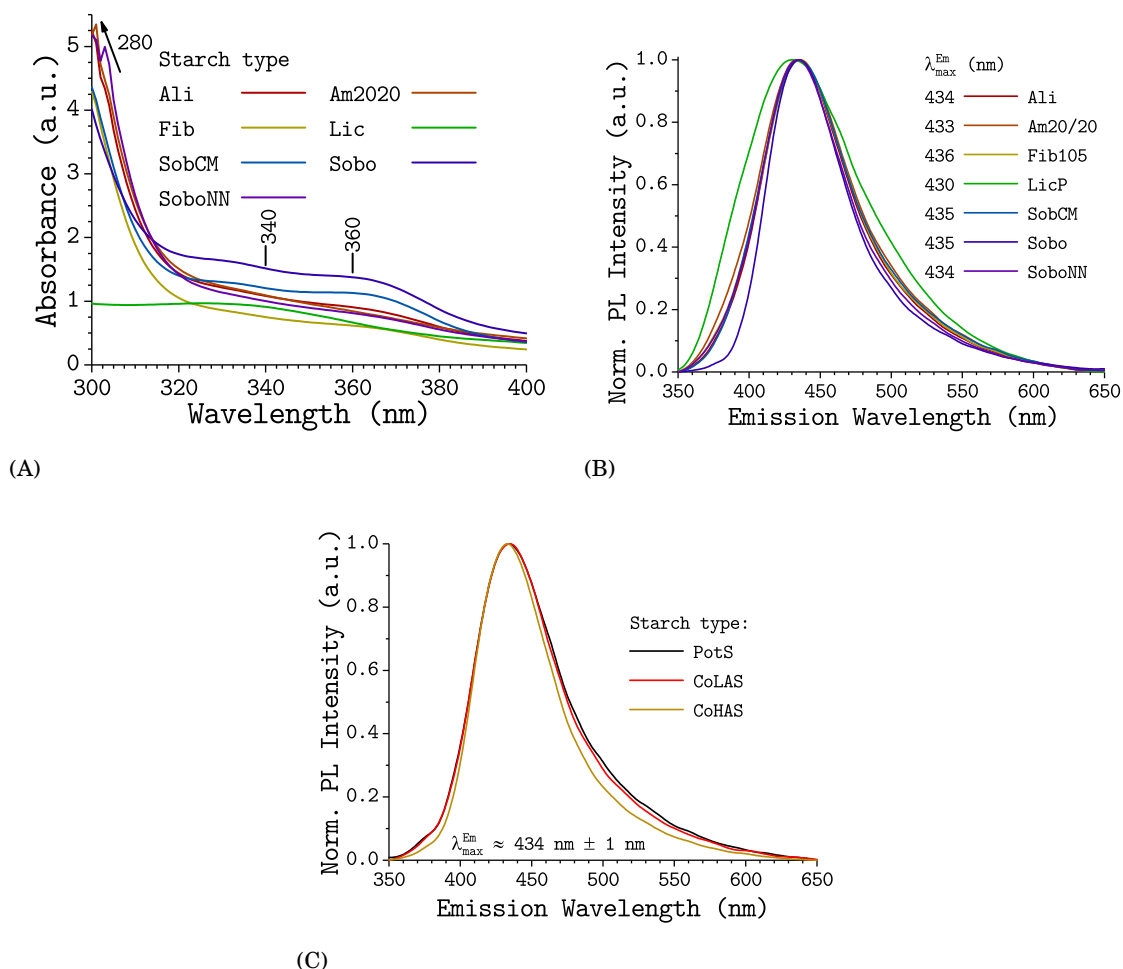 Absorbance (a.u.)
5
4
3
2
1
0
280
Starch type
Ali
Am2020
Fib
Lic
SobCM
Sobo
SoboNN
340
360
300 320 340 360 380 400
Wavelength (nm)
(A)
Norm. PL Intensity (a.u.)
1.0
0.8
0.6
0.4
0.2
0.0
λEm max (nm)
434 Ali
433 Am20/20
436 Fib105
430 LicP
435 SobCM
435 Sobo
434 SoboNN
350 400 450 500 550 600 650
Emission Wavelength (nm)
(B)
Norm. PL Intensity (a.u.)
1.0
0.8
0.6
0.4
0.2
0.0
Starch type:
PotS
CoLAS
CoHAS
λEm max ≈ 434 nm ± 1 nm
350 400 450 500 550 600 650
Emission Wavelength (nm)
(C)